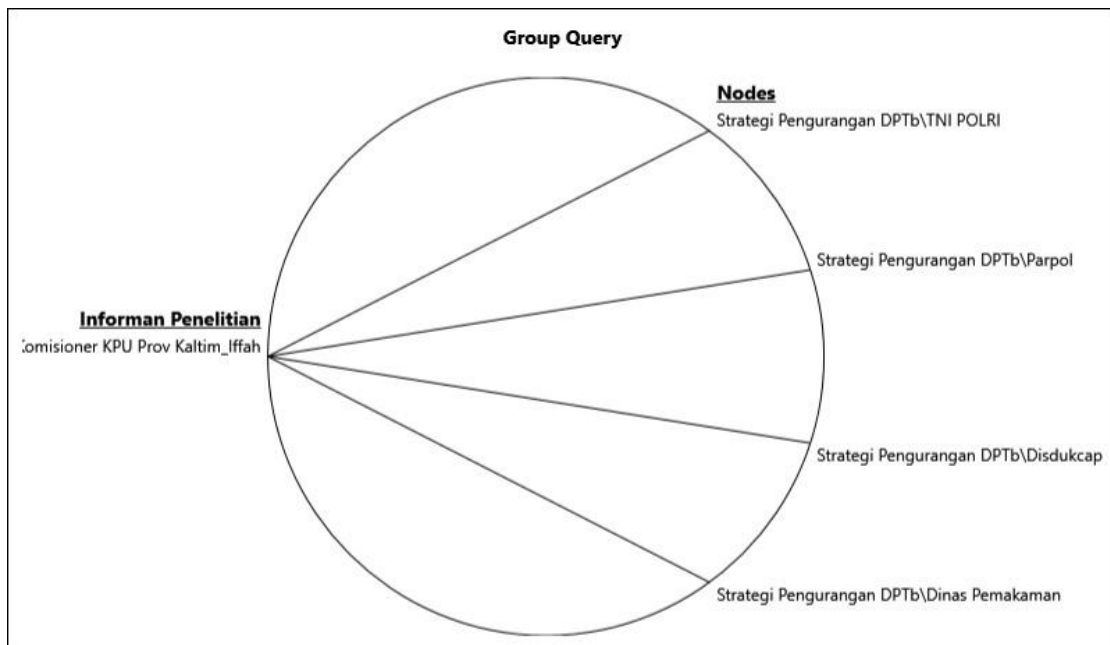 Group Query
Nodes
Strategi Pengurangan DPTb\TNI POLRI
Strategi Pengurangan DPTb\Parpol
Informan Penelitian
Komisioner KPU Prov Kaltim_Iffah
Strategi Pengurangan DPTb\Disdukcap
Strategi Pengurangan DPTb\Dinas Pemakaman